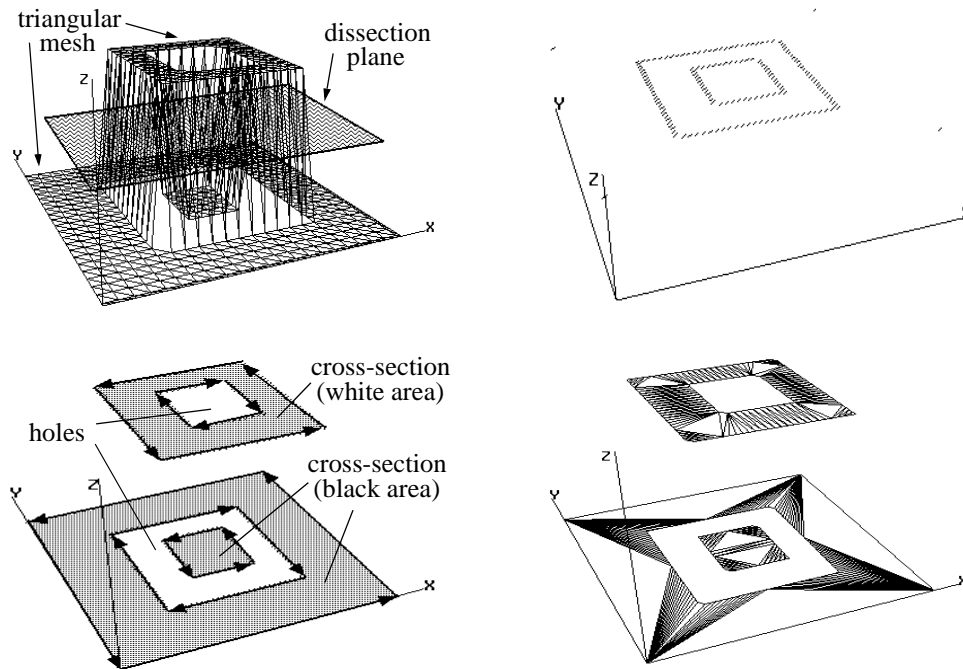 triangular
mesh
dissection
plane
Z
Y
X
Y
Z
cross-section
(white area)
holes
cross-section
(black area)
Y
Z
X
Z
Y
X